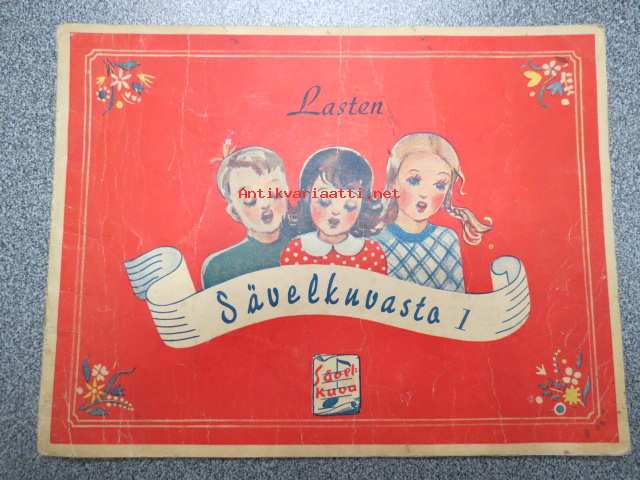 Lasten
Antikvariaatti.net
Sävelkuvasto 1
Sävel-
kuva